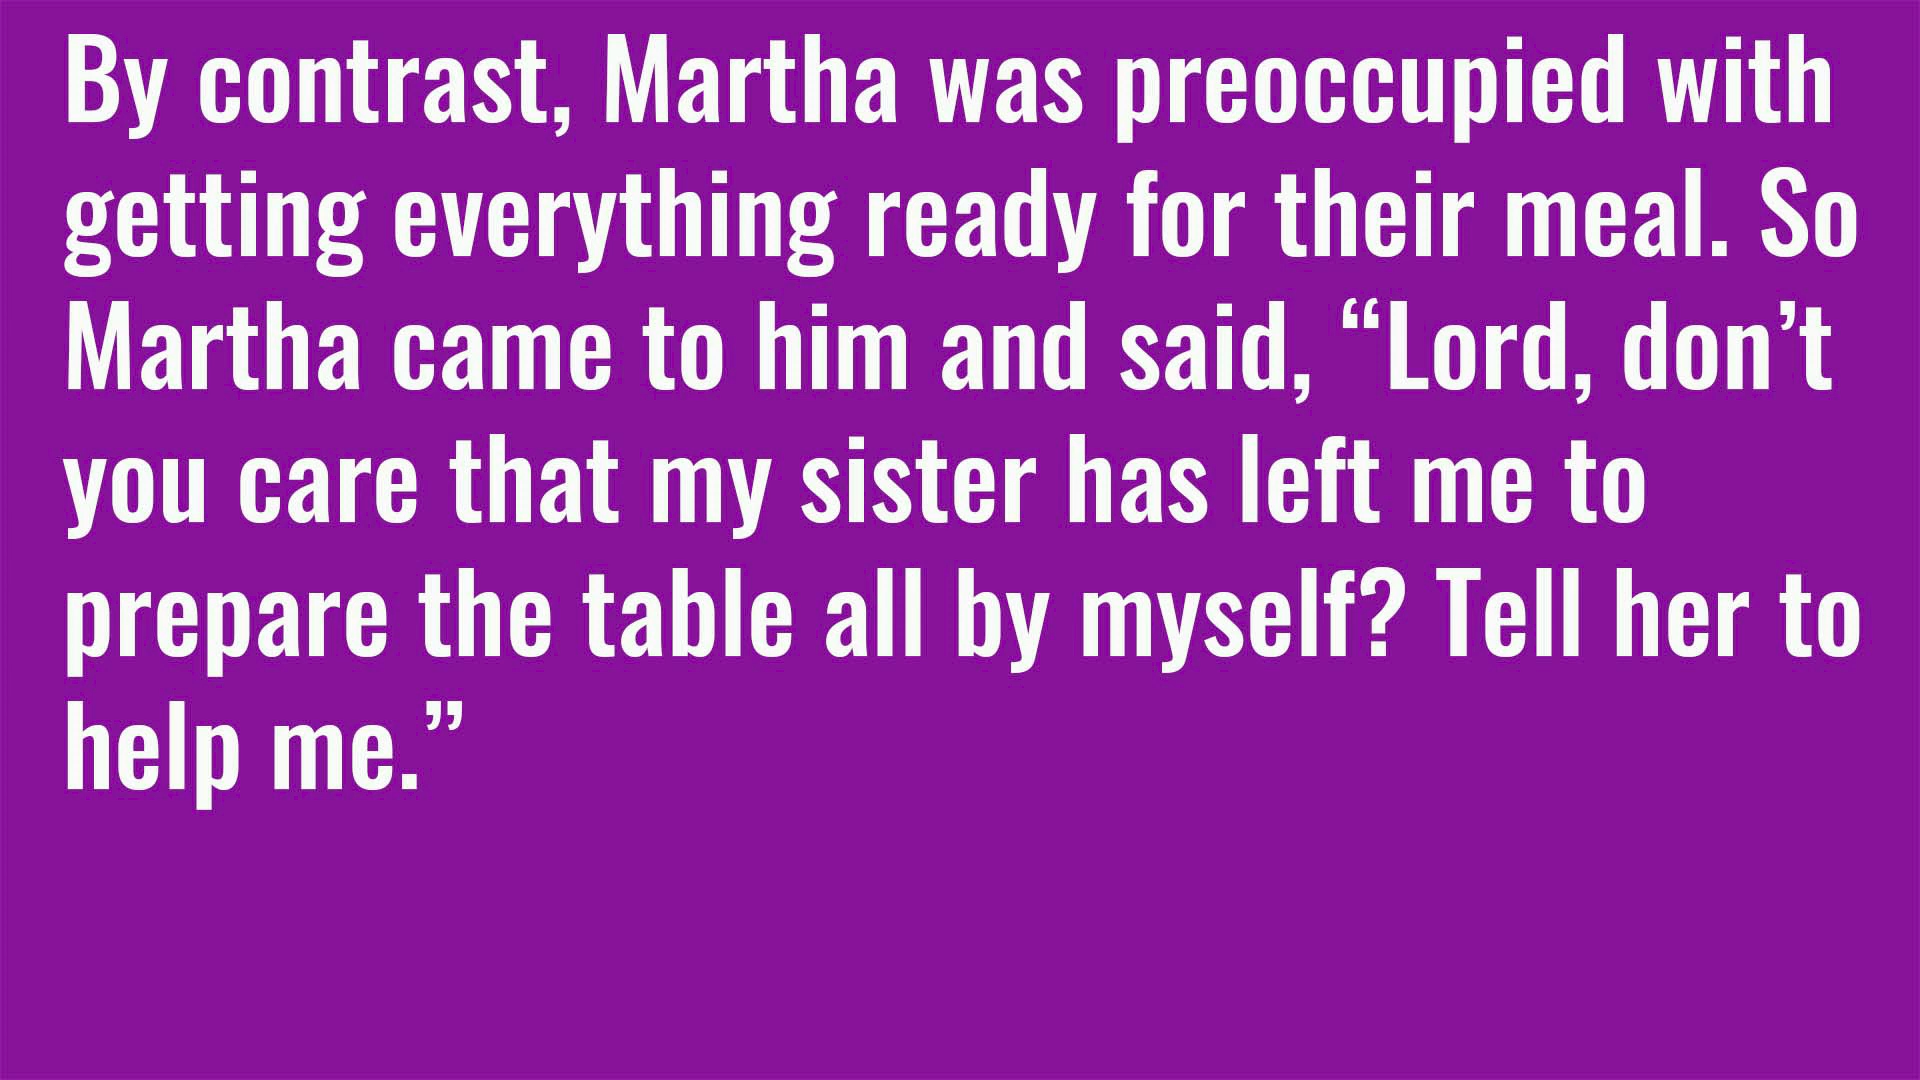 By contrast, Martha was preoccupied with
getting everything ready for their meal. So
Martha came to him and said, “Lord, don’t
you care that my sister has left me to
prepare the table all by myself? Tell her to
help me.”